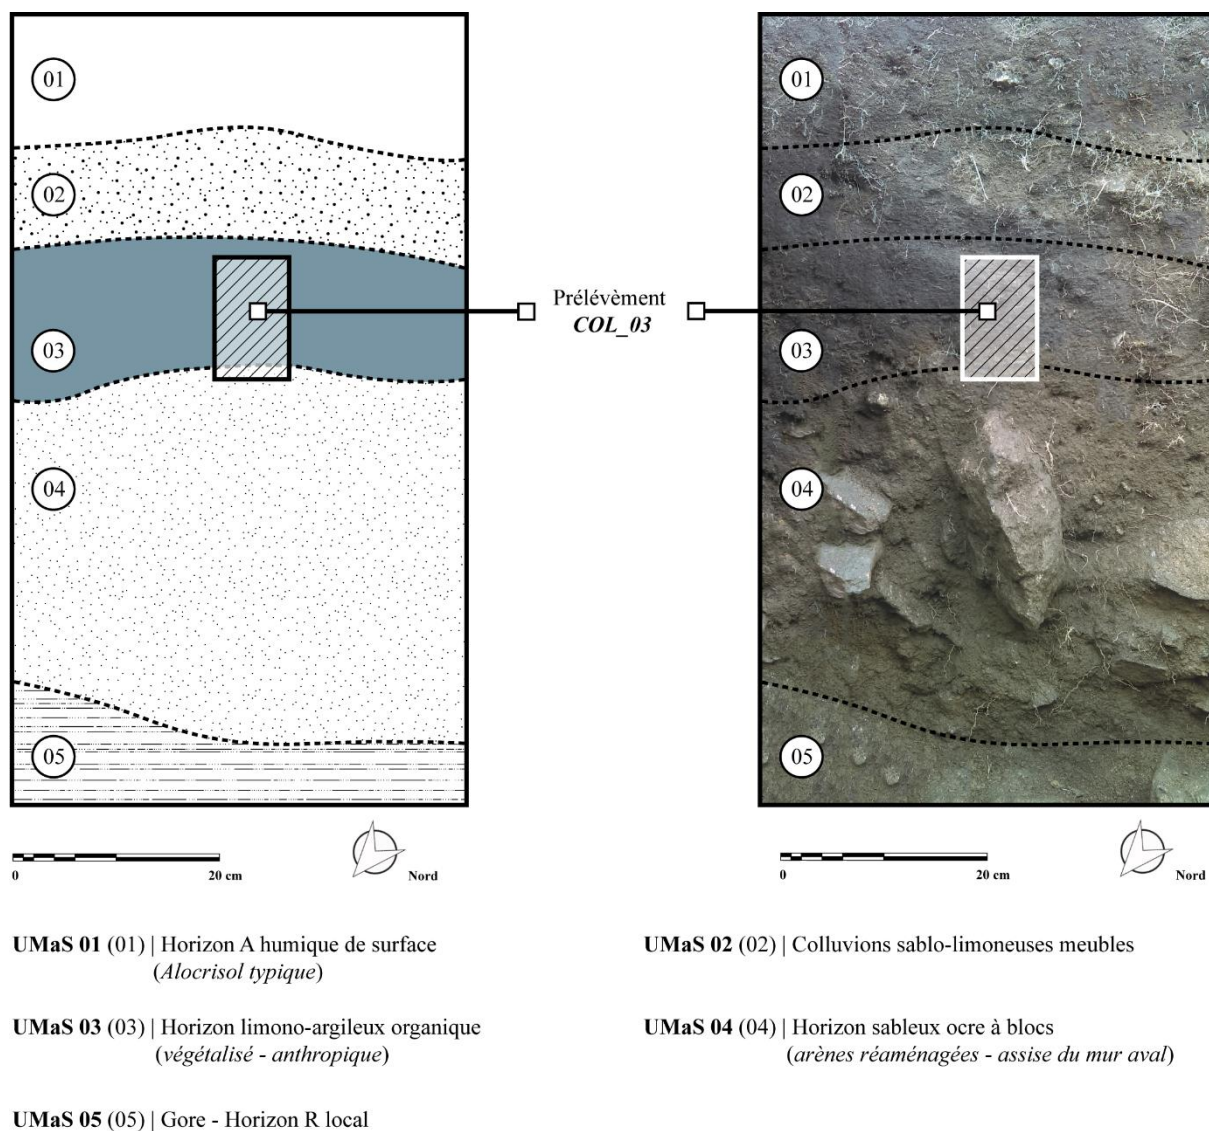 01
01
02
02
Prélévèment
COL_03
03
03
04
04
05
05
0 20 cm Nord
0 20 cm Nord
UMaS 01 (01) | Horizon A humique de surface
(Alocrisol typique)
UMaS 02 (02) | Colluvions sablo-limoneuses meubles
UMaS 03 (03) | Horizon limono-argileux organique
(végétalisé - anthropique)
UMaS 04 (04) | Horizon sableux ocre à blocs
(arènes réaménagées - assise du mur aval)
UMaS 05 (05) | Gore - Horizon R local